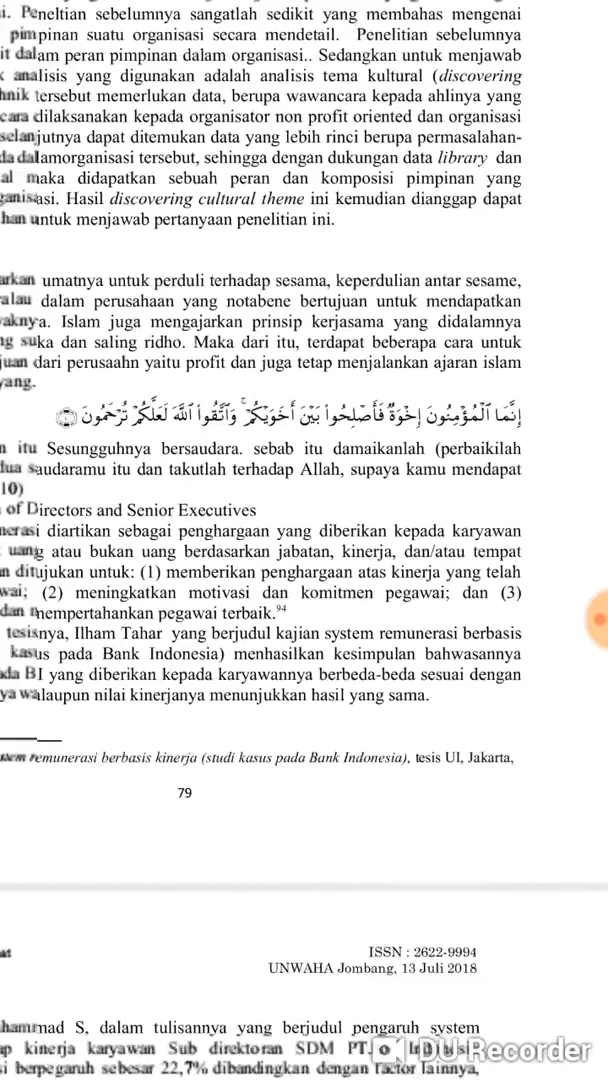 i. Peneltian sebelumnya sangatlah sedikit yang membahas mengenai
pimpinan suatu organisasi secara mendetail. Penelitian sebelumnya
it dalam peran pimpinan dalam organisasi.. Sedangkan untuk menjawab
analisis yang digunakan adalah analisis tema kultural (discovering
hnik tersebut memerlukan data, berupa wawancara kepada ahlinya yang
cara dilaksanakan kepada organisator non profit oriented dan organisasi
selanjutnya dapat ditemukan data yang lebih rinci berupa permasalahan-
da dalamorganisasi tersebut, sehingga dengan dukungan data library dan
al maka didapatkan sebuah peran dan komposisi pimpinan yang
ganisasi. Hasil discovering cultural theme ini kemudian dianggap dapat
han untuk menjawab pertanyaan penelitian ini.
arkan umatnya untuk perduli terhadap sesama, keperdulian antar sesame,
alau dalam perusahaan yang notabene bertujuan untuk mendapatkan
yaknya. Islam juga mengajarkan prinsip kerjasama yang didalamnya
ng suka dan saling ridho. Maka dari itu, terdapat beberapa cara untuk
juan dari perusaahn yaitu profit dan juga tetap menjalankan ajaran islam
yang.
إِنَّمَا ٱلْمُؤْمِنُونَ إِخْوَةٌ فَأَصْلِحُوا۟ بَيْنَ أَخَوَيْكُمْ ۚ وَٱتَّقُوا۟ ٱللَّهَ لَعَلَّكُمْ تُرْحَمُونَ ۝١٠
n itu Sesungguhnya bersaudara. sebab itu damaikanlah (perbaikilah
dua saudaramu itu dan takutlah terhadap Allah, supaya kamu mendapat
10)
of Directors and Senior Executives
nerasi diartikan sebagai penghargaan yang diberikan kepada karyawan
uang atau bukan uang berdasarkan jabatan, kinerja, dan/atau tempat
n ditujukan untuk: (1) memberikan penghargaan atas kinerja yang telah
wai; (2) meningkatkan motivasi dan komitmen pegawai; dan (3)
dan mempertahankan pegawai terbaik.94
tesisnya, Ilham Tahar yang berjudul kajian system remunerasi berbasis
kasus pada Bank Indonesia) menhasilkan kesimpulan bahwasannya
da BI yang diberikan kepada karyawannya berbeda-beda sesuai dengan
ya walaupun nilai kinerjanya menunjukkan hasil yang sama.
stem remunerasi berbasis kinerja (studi kasus pada Bank Indonesia), tesis UI, Jakarta,
79
at
ISSN : 2622-9994
UNWAHA Jombang, 13 Juli 2018
hammad S, dalam tulisannya yang berjudul pengaruh system
ap kinerja karyawan Sub direktoran SDM PT.
DU Recorder
si berpegaruh sebesar 22,7% dibandingkan dengan factor lainnya,